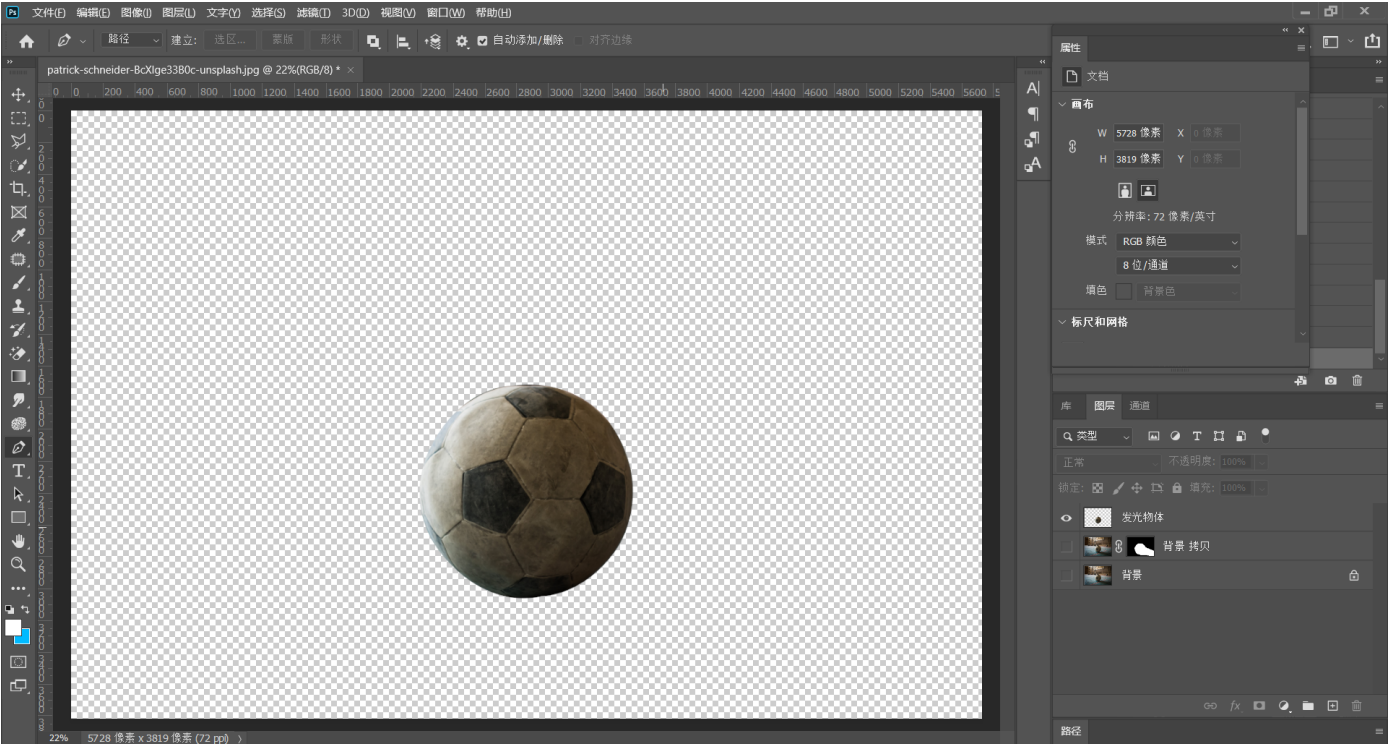 Ps 文件(F) 编辑(E) 图像(I) 图层(L) 文字(Y) 选择(S) 滤镜(T) 3D(D) 视图(V) 窗口(W) 帮助(H)
路径 建立: 选区... 蒙版 形状 自动添加/删除 对齐边缘
patrick-schneider-BcXIge33B0c-unsplash.jpg @ 22%(RGB/8) * ×
0 0 200 400 600 800 1000 1200 1400 1600 1800 2000 2200 2400 2600 2800 3000 3200 3400 3600 3800 4000 4200 4400 4600 4800 5000 5200 5400 5600 5
属性
文档
画布
W 5728 像素 X 0 像素
H 3819 像素 Y 0 像素
分辨率: 72 像素/英寸
模式 RGB 颜色
8 位/通道
填色 背景色
标尺和网格
库 图层 通道
类型
正常 不透明度: 100%
锁定: 填充: 100%
发光物体
背景 拷贝
背景
fx
路径
22% 5728 像素 x 3819 像素 (72 ppi)